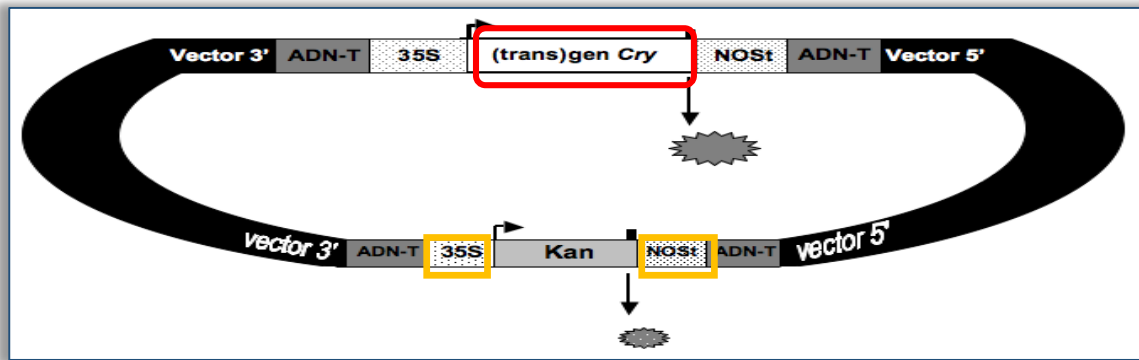 Vector 3' ADN-T 35S (trans)gen Cry NOSt ADN-T Vector 5'
vector 3' ADN-T 35S Kan NOSt ADN-T vector 5'